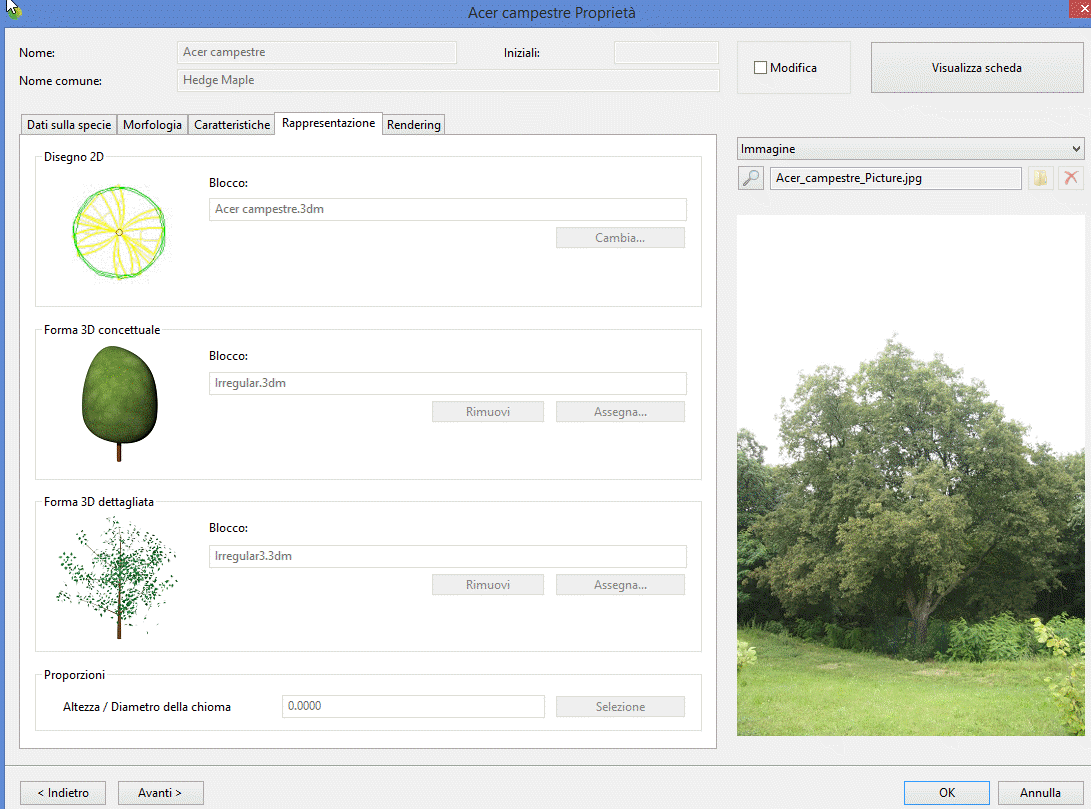 Acer campestre Proprietà
Nome:
Acer campestre
Iniziali:
Modifica
Visualizza scheda
Nome comune:
Hedge Maple
Dati sulla specie
Morfologia
Caratteristiche
Rappresentazione
Rendering
Disegno 2D
Blocco:
Acer campestre.3dm
Cambia...
Forma 3D concettuale
Blocco:
Irregular.3dm
Rimuovi
Assegna...
Forma 3D dettagliata
Blocco:
Irregular3.3dm
Rimuovi
Assegna...
Proporzioni
Altezza / Diametro della chioma
0.0000
Selezione
Immagine
Acer_campestre_Picture.jpg
< Indietro
Avanti >
OK
Annulla